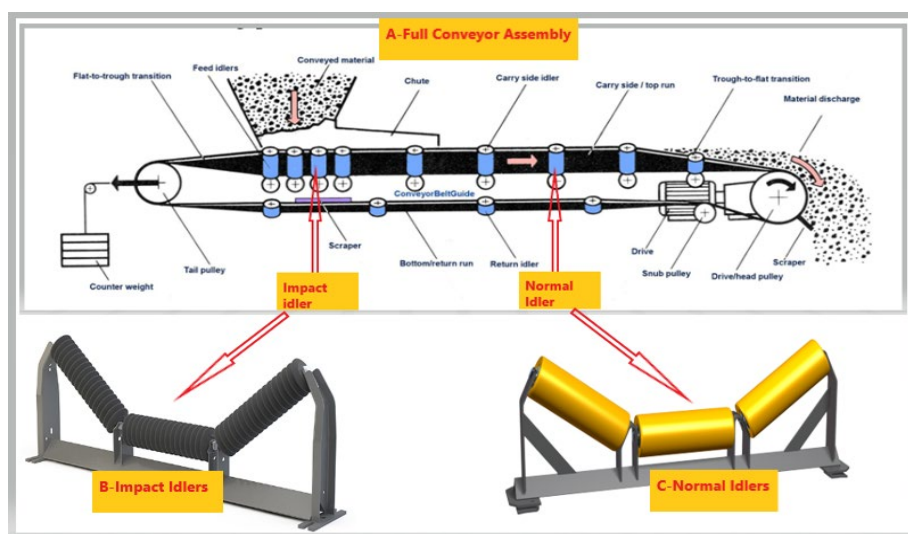 A-Full Conveyor Assembly
Conveyed material
Feed idlers
Flat-to-trough transition
Chute
Carry side idler
Carry side / top run
Trough-to-flat transition
Material discharge
ConveyorBeltGuide
Scraper
Tail pulley
Counter weight
Bottom/return run
Return idler
Drive
Snub pulley
Drive/head pulley
Scraper
Impact
idler
Normal
Idler
B-Impact Idlers
C-Normal Idlers